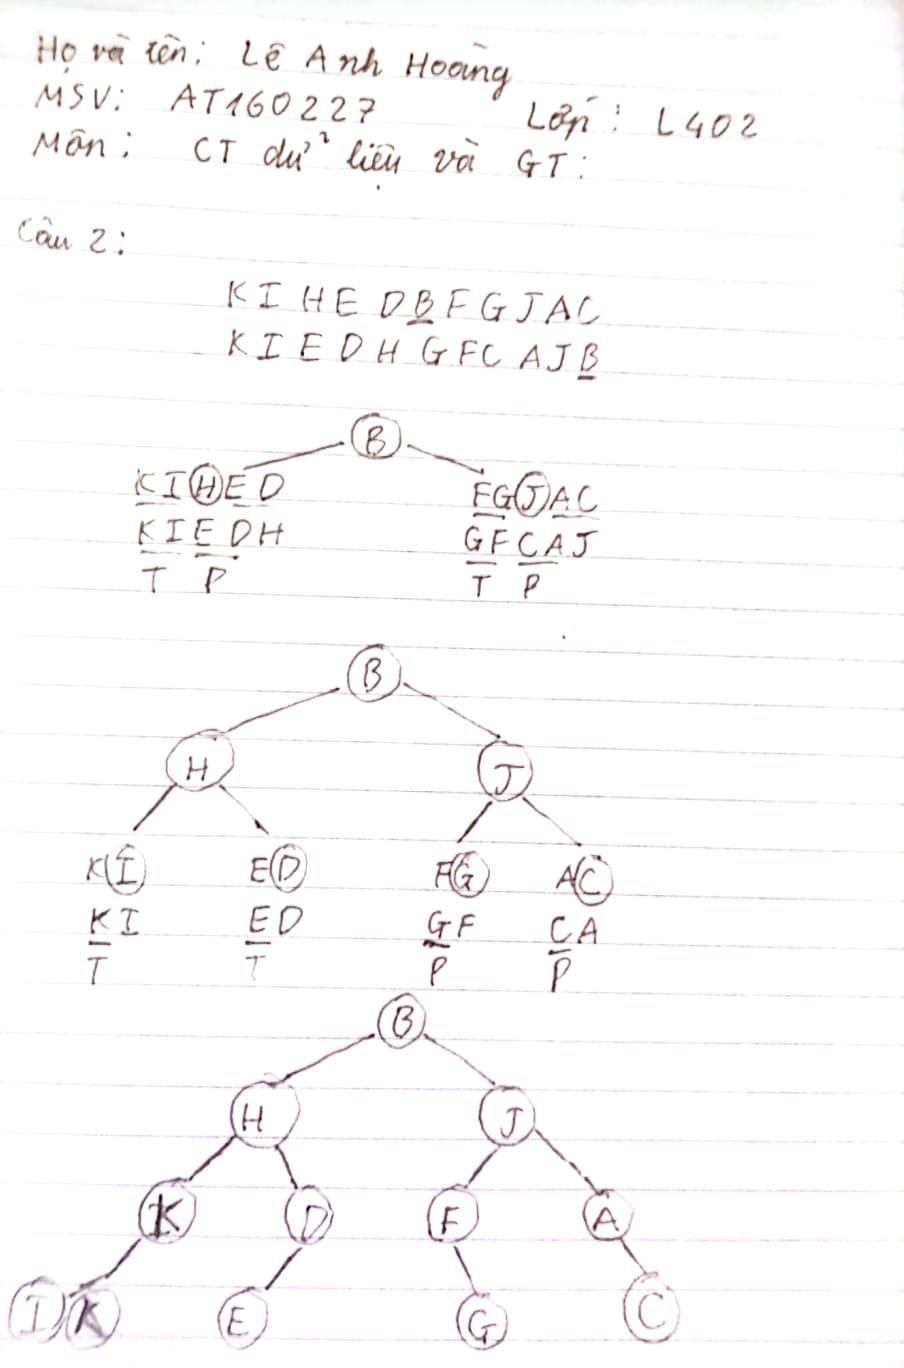 Họ và tên: Lê Anh Hoàng
MSV: AT160227 Lớp: L402
Môn: CT dữ liệu và GT:
Câu 2:
K I H E D B F G J A C
K I E D H G F C A J B
B
K I H E D F G J A C
K I E D H G F C A J
T P T P
B
H J
K I E D F G A C
K I E D G F C A
T T P P
B
H J
K D F A
I K E G C